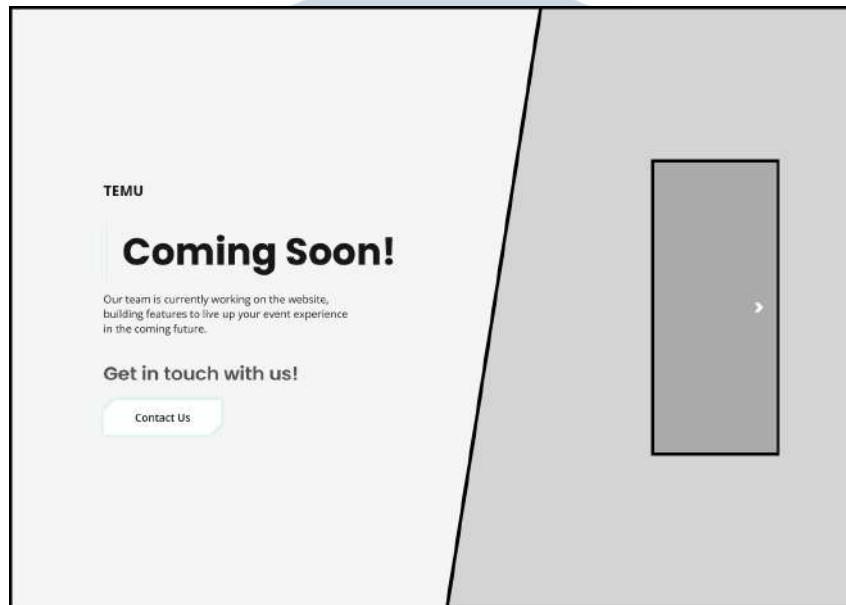 TEMU
Coming Soon!
Our team is currently working on the website,
building features to live up your event experience
in the coming future.
Get in touch with us!
Contact Us